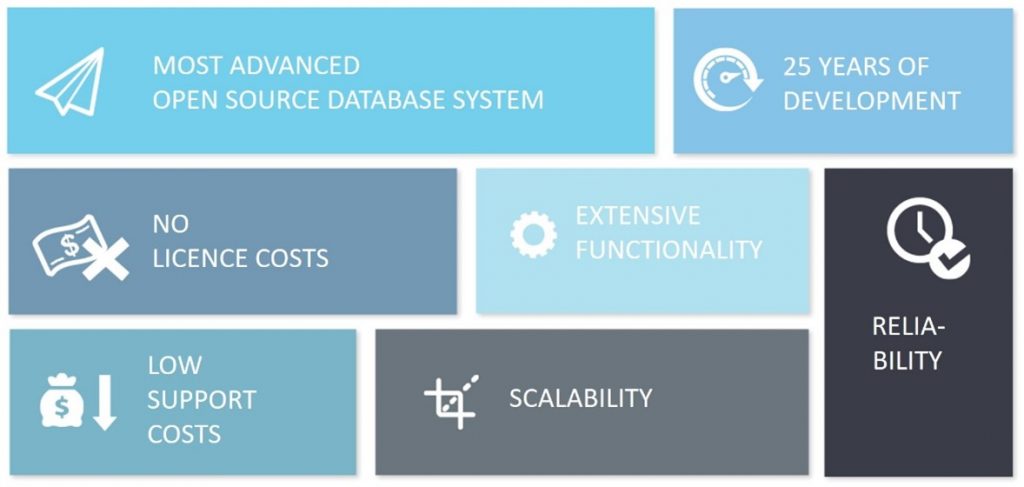 MOST ADVANCED
OPEN SOURCE DATABASE SYSTEM
25 YEARS OF
DEVELOPMENT
$
NO
LICENCE COSTS
EXTENSIVE
FUNCTIONALITY
RELIA-
BILITY
$
LOW
SUPPORT
COSTS
SCALABILITY